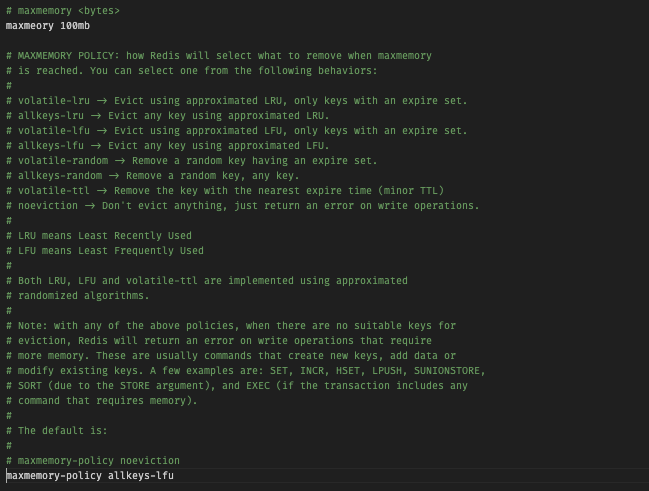 # maxmemory <bytes>
maxmeory 100mb
# MAXMEMORY POLICY: how Redis will select what to remove when maxmemory
# is reached. You can select one from the following behaviors:
#
# volatile-lru -> Evict using approximated LRU, only keys with an expire set.
# allkeys-lru -> Evict any key using approximated LRU.
# volatile-lfu -> Evict using approximated LFU, only keys with an expire set.
# allkeys-lfu -> Evict any key using approximated LFU.
# volatile-random -> Remove a random key having an expire set.
# allkeys-random -> Remove a random key, any key.
# volatile-ttl -> Remove the key with the nearest expire time (minor TTL)
# noeviction -> Don't evict anything, just return an error on write operations.
#
# LRU means Least Recently Used
# LFU means Least Frequently Used
#
# Both LRU, LFU and volatile-ttl are implemented using approximated
# randomized algorithms.
#
# Note: with any of the above policies, when there are no suitable keys for
# eviction, Redis will return an error on write operations that require
# more memory. These are usually commands that create new keys, add data or
# modify existing keys. A few examples are: SET, INCR, HSET, LPUSH, SUNIONSTORE,
# SORT (due to the STORE argument), and EXEC (if the transaction includes any
# command that requires memory).
#
# The default is:
#
# maxmemory-policy noeviction
maxmemory-policy allkeys-lfu